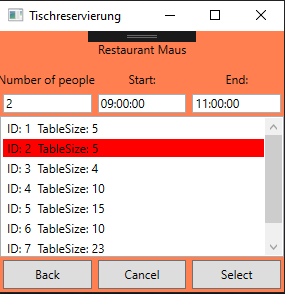 Tischreservierung
Restaurant Maus
Number of people Start: End:
2 09:00:00 11:00:00
ID: 1 TableSize: 5
ID: 2 TableSize: 5
ID: 3 TableSize: 4
ID: 4 TableSize: 10
ID: 5 TableSize: 15
ID: 6 TableSize: 10
ID: 7 TableSize: 23
Back Cancel Select